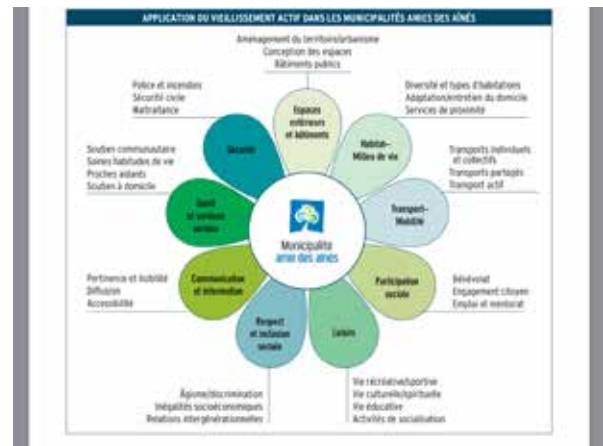 APPLICATION DU VIEILLISSEMENT ACTIF DANS LES MUNICIPALITÉS AMIES DES AÎNÉS
Aménagement du territoire/urbanisme
Conception des espaces
Bâtiments publics
Espaces
extérieurs
et bâtiments
Diversité et types d'habitations
Adaptation/entretien du domicile
Services de proximité
Habitat–
Milieu de vie
Transports individuels
et collectifs
Transports partagés
Transport actif
Transport–
Mobilité
Bénévolat
Engagement citoyen
Emploi et mentorat
Participation
sociale
Vie récréative/sportive
Vie culturelle/spirituelle
Vie éducative
Activités de socialisation
Loisirs
Âgisme/discrimination
Inégalités socioéconomiques
Relations intergénérationnelles
Respect
et inclusion
sociale
Pertinence et lisibilité
Diffusion
Accessibilité
Communication
et information
Soutien communautaire
Saines habitudes de vie
Proches aidants
Soutien à domicile
Santé
et services
sociaux
Police et incendies
Sécurité civile
Maltraitance
Sécurité
Municipalité
amie des aînés